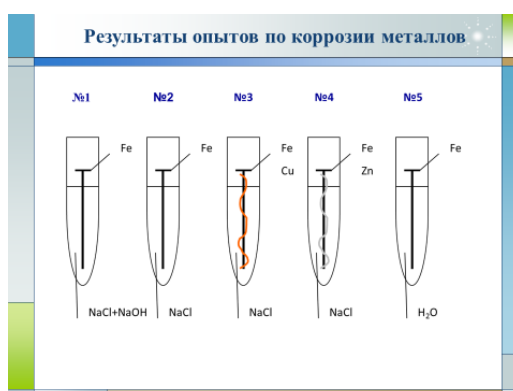 Результаты опытов по коррозии металлов
№1 №2 №3 №4 №5
Fe Fe Fe Fe Fe
Cu Zn
NaCl+NaOH NaCl NaCl NaCl H₂O